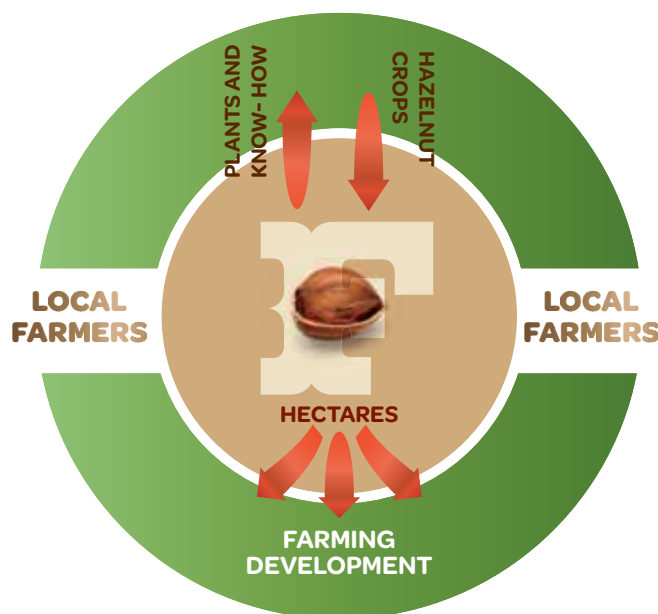 PLANTS AND
KNOW- HOW
HAZELNUT
CROPS
LOCAL
FARMERS
LOCAL
FARMERS
HECTARES
FARMING
DEVELOPMENT